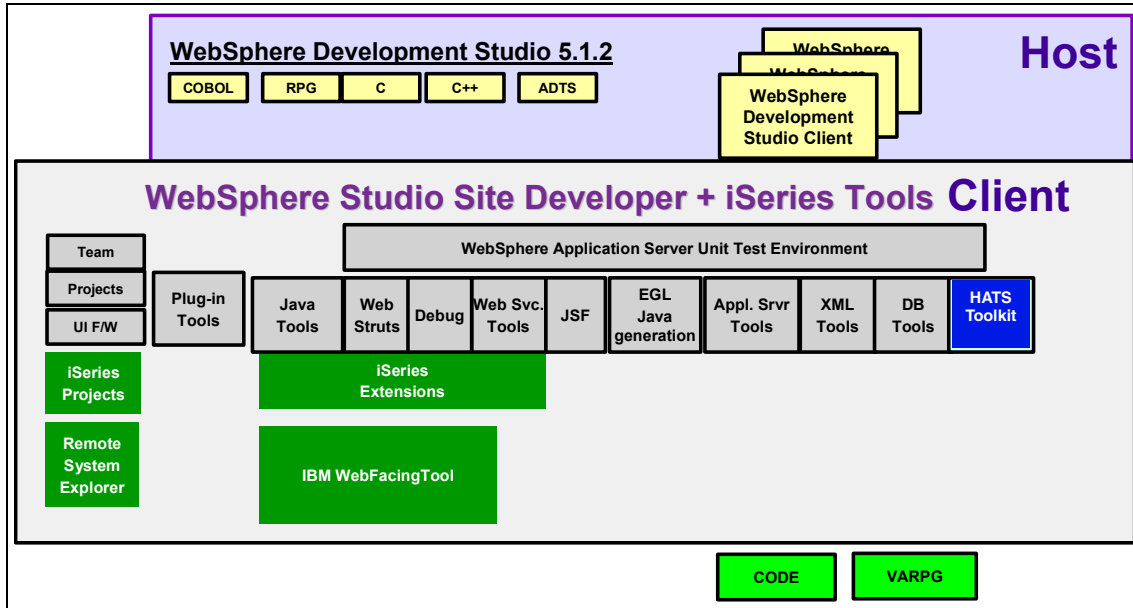 WebSphere Development Studio 5.1.2
Host
COBOL
RPG
C
C++
ADTS
WebSphere
WebSphere
WebSphere
Development
Studio Client
WebSphere Studio Site Developer + iSeries Tools Client
Team
Projects
UI F/W
WebSphere Application Server Unit Test Environment
Plug-in
Tools
Java
Tools
Web
Struts
Debug
Web Svc.
Tools
JSF
EGL
Java
generation
Appl. Srvr
Tools
XML
Tools
DB
Tools
HATS
Toolkit
iSeries
Projects
iSeries
Extensions
Remote
System
Explorer
IBM WebFacingTool
CODE
VARPG